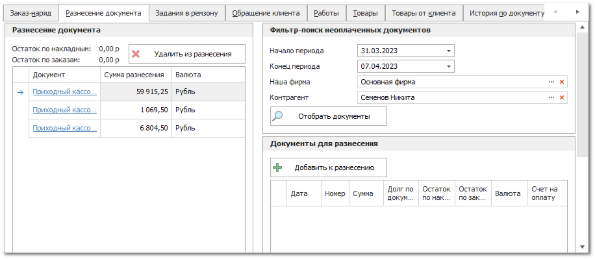 Заказ-наряд Разнесение документа Задания в ремзону Обращение клиента Работы Товары Товары от клиента История по документу
Разнесение документа
Остаток по накладным: 0,00 р
Остаток по заказам: 0,00 р
Удалить из разнесения
Документ Сумма разнесения Валюта
Приходный кассо... 59 915,25 Рубль
Приходный кассо... 1 069,50 Рубль
Приходный кассо... 6 804,50 Рубль
Фильтр-поиск неоплаченных документов
Начало периода 31.03.2023
Конец периода 07.04.2023
Наша фирма Основная фирма
Контрагент Семенов Никита
Отобрать документы
Документы для разнесения
Добавить к разнесению
Дата Номер Сумма Долг по докум... Остаток по нак... Остаток по зак... Валюта Счет на оплату